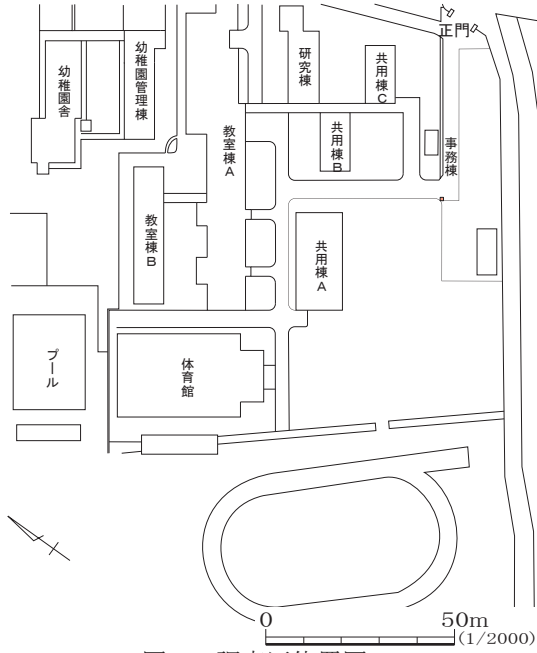 正門
研究棟
共用棟C
幼稚園管理棟
幼稚園舎
共用棟B
事務棟
教室棟A
教室棟B
共用棟A
プール
体育館
0 50m
(1/2000)